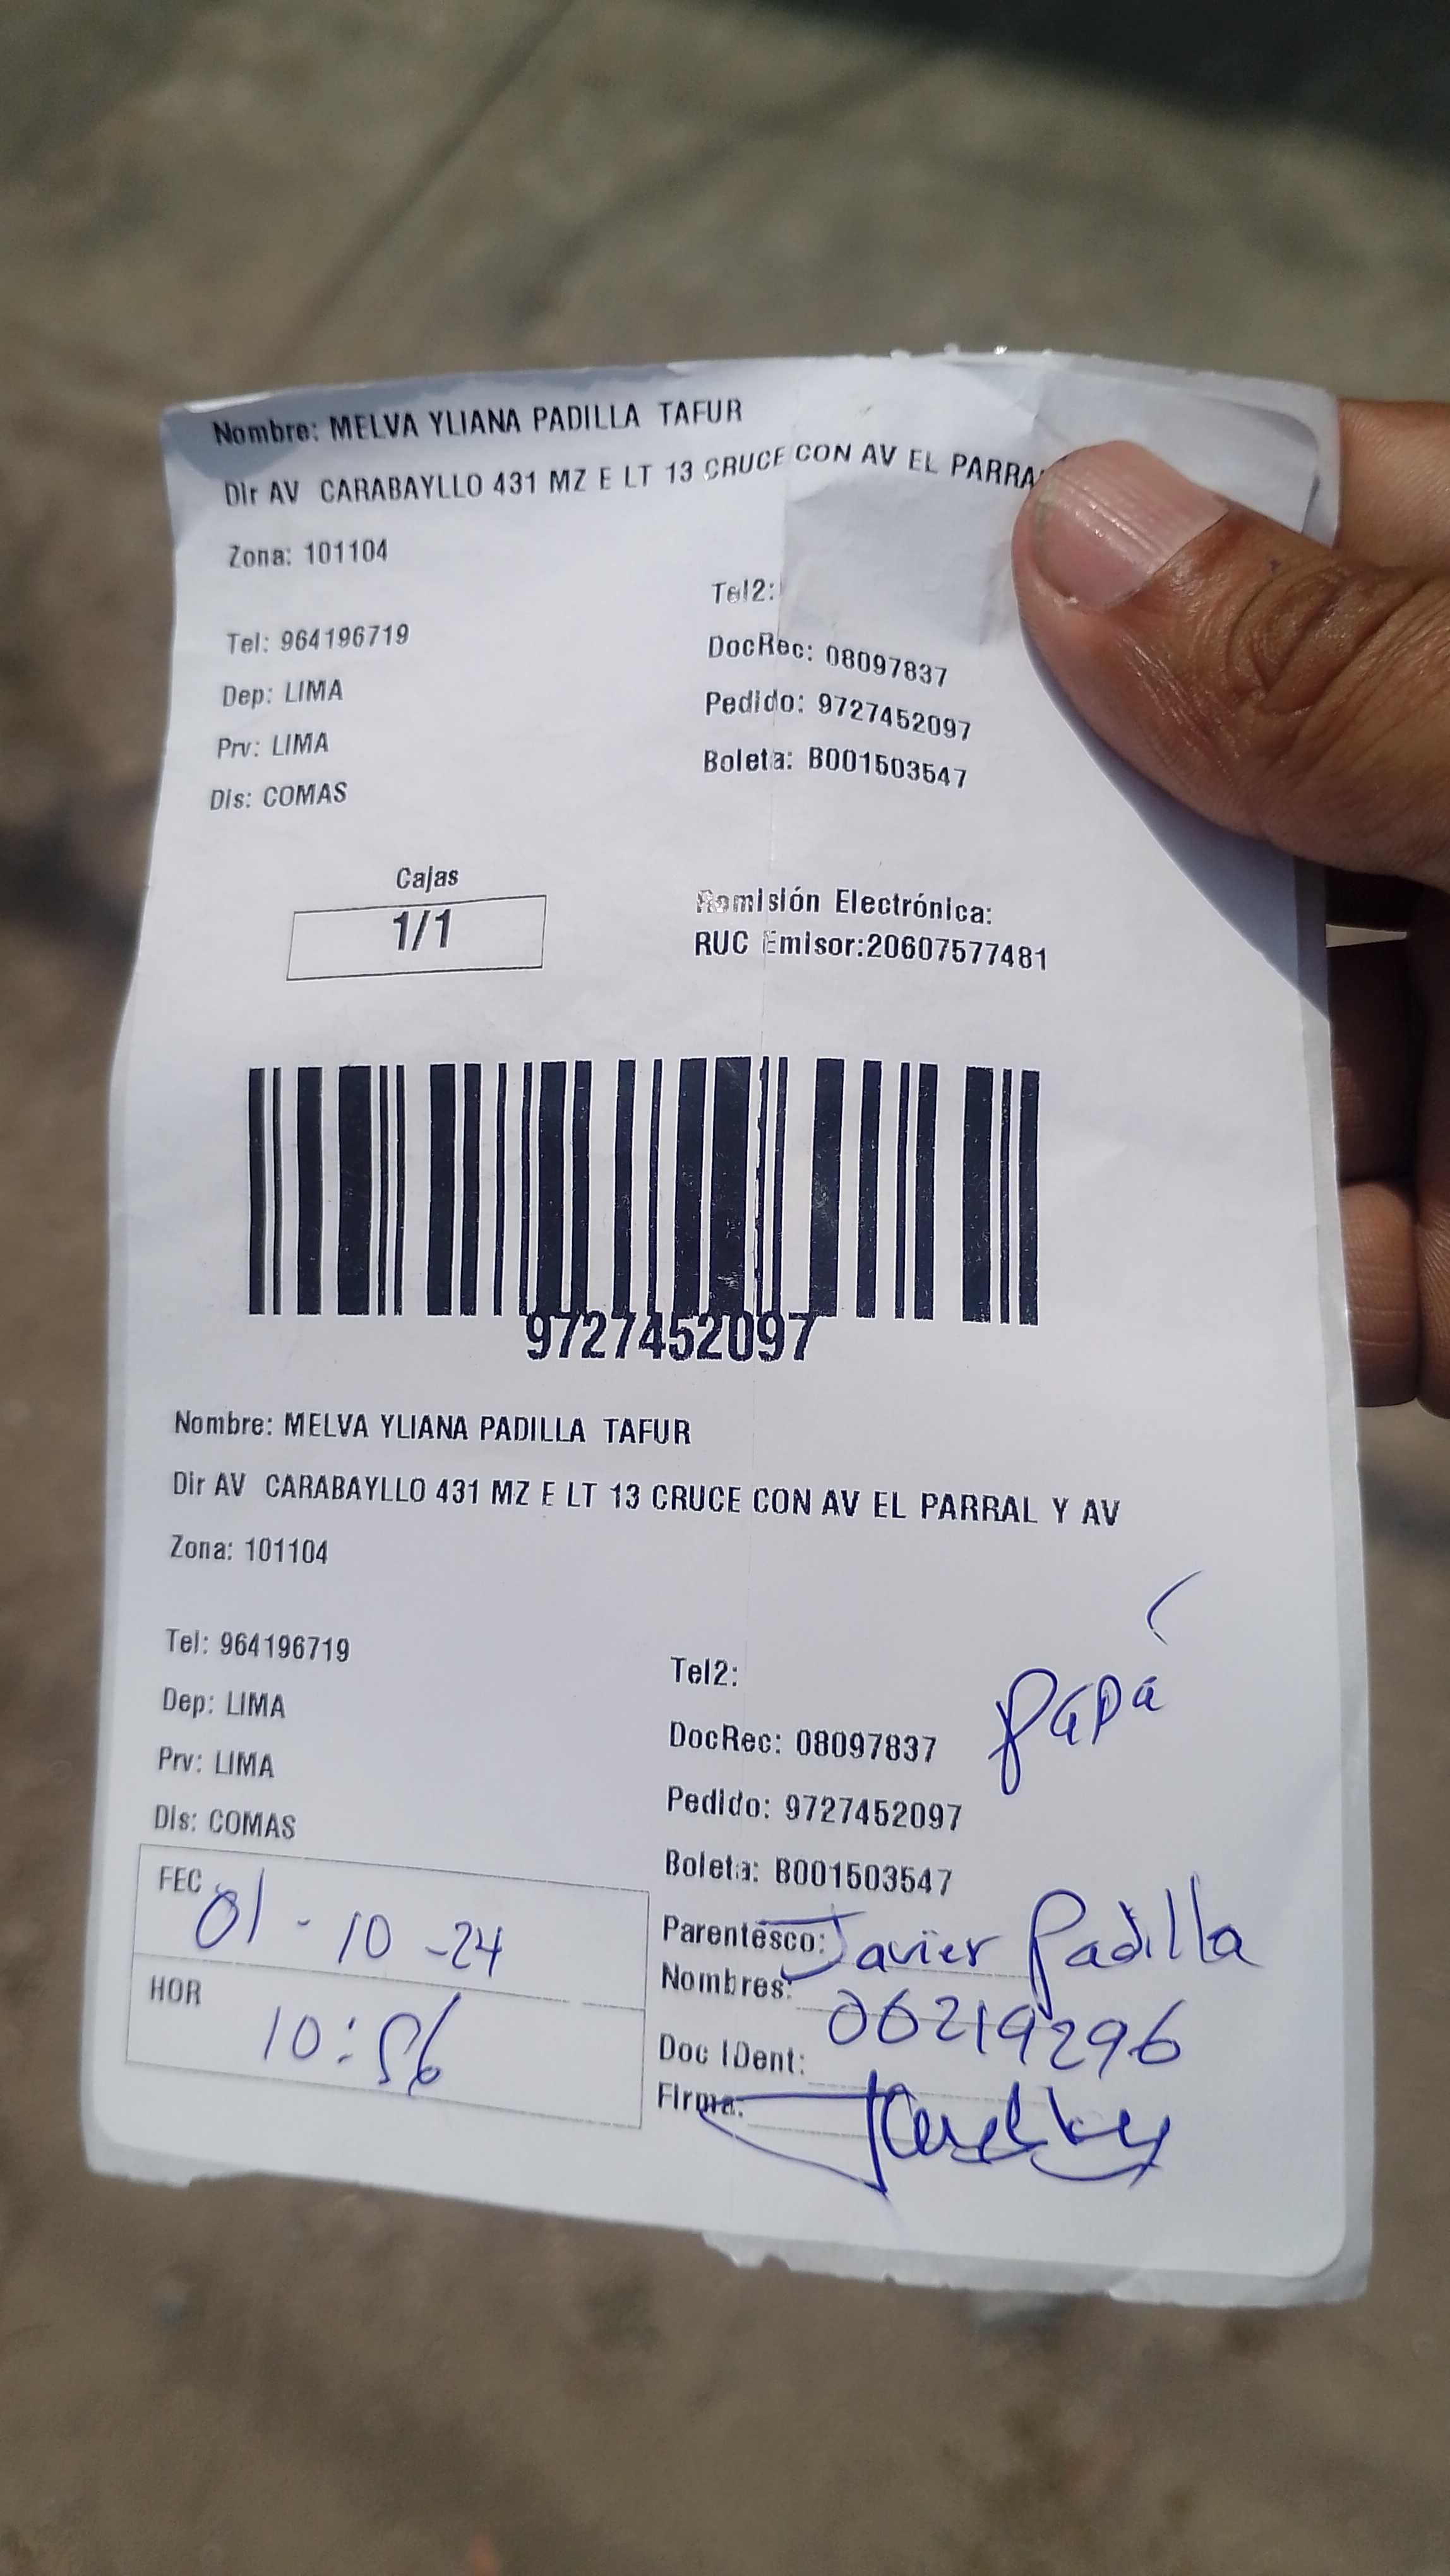 Nombre: MELVA YLIANA PADILLA TAFUR
Dir AV CARABAYLLO 431 MZ E LT 13 CRUCE CON AV EL PARRA
Zona: 101104
Tel2:
Tel: 964196719
DocRec: 08097837
Dep: LIMA
Pedido: 9727452097
Prv: LIMA
Boleta: B001503547
Dis: COMAS
Cajas
1/1
Remisión Electrónica:
RUC Emisor:20607577481
9727452097
Nombre: MELVA YLIANA PADILLA TAFUR
Dir AV CARABAYLLO 431 MZ E LT 13 CRUCE CON AV EL PARRAL Y AV
Zona: 101104
Tel: 964196719
Tel2:
papá
Dep: LIMA
DocRec: 08097837
Prv: LIMA
Pedido: 9727452097
Dis: COMAS
Boleta: B001503547
FEC 01-10-24
Parentesco: Javier Padilla
Nombres:
HOR 10:56
06219296
Doc IDent:
Firma: